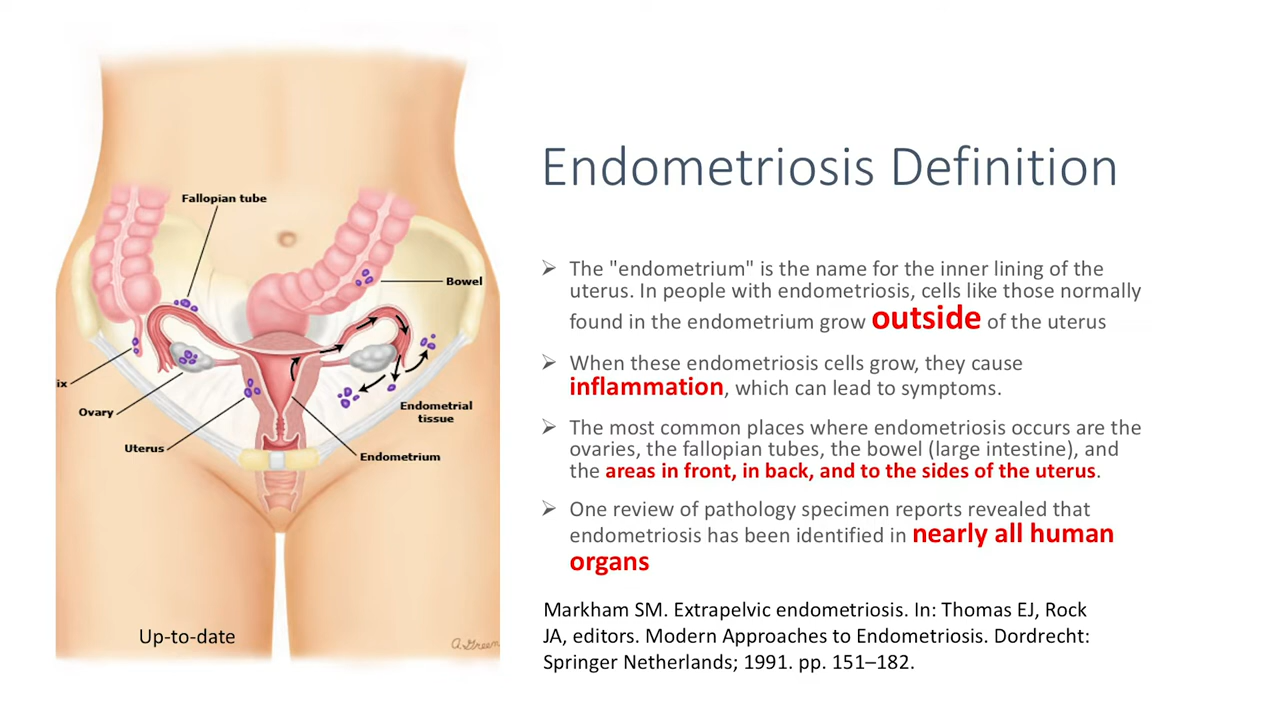 Fallopian tube
Bowel
ix
Ovary
Endometrial
tissue
Uterus
Endometrium
Up-to-date
A.Green
Endometriosis Definition
➢ The "endometrium" is the name for the inner lining of the
uterus. In people with endometriosis, cells like those normally
found in the endometrium grow outside of the uterus
➢ When these endometriosis cells grow, they cause
inflammation, which can lead to symptoms.
➢ The most common places where endometriosis occurs are the
ovaries, the fallopian tubes, the bowel (large intestine), and
the areas in front, in back, and to the sides of the uterus.
➢ One review of pathology specimen reports revealed that
endometriosis has been identified in nearly all human
organs
Markham SM. Extrapelvic endometriosis. In: Thomas EJ, Rock
JA, editors. Modern Approaches to Endometriosis. Dordrecht:
Springer Netherlands; 1991. pp. 151–182.